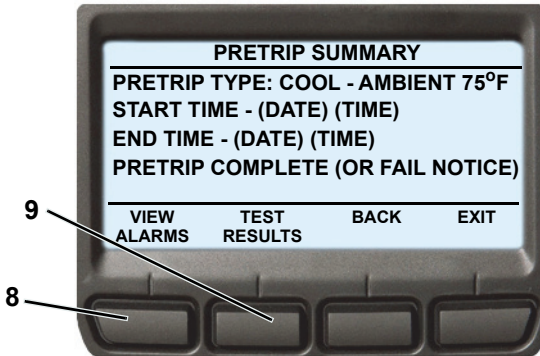 PRETRIP SUMMARY
PRETRIP TYPE: COOL - AMBIENT 75ºF
START TIME - (DATE) (TIME)
END TIME - (DATE) (TIME)
PRETRIP COMPLETE (OR FAIL NOTICE)
VIEW ALARMS
TEST RESULTS
BACK
EXIT
9
8